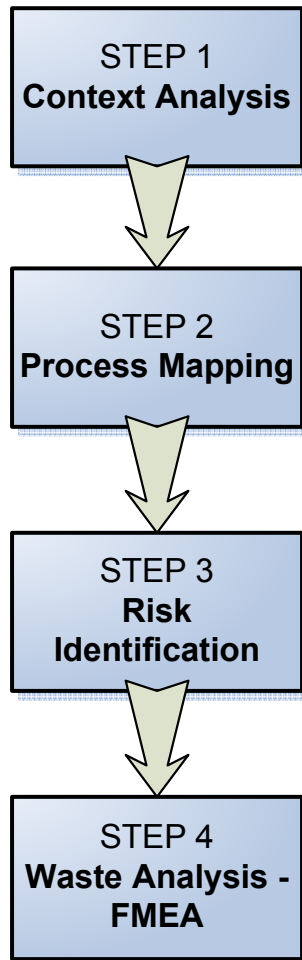 STEP 1
Context Analysis
STEP 2
Process Mapping
STEP 3
Risk
Identification
STEP 4
Waste Analysis -
FMEA